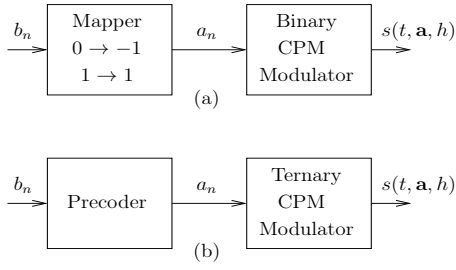 b_n
Mapper
0 → −1
1 → 1
a_n
Binary
CPM
Modulator
s(t, a, h)
(a)
b_n
Precoder
a_n
Ternary
CPM
Modulator
s(t, a, h)
(b)